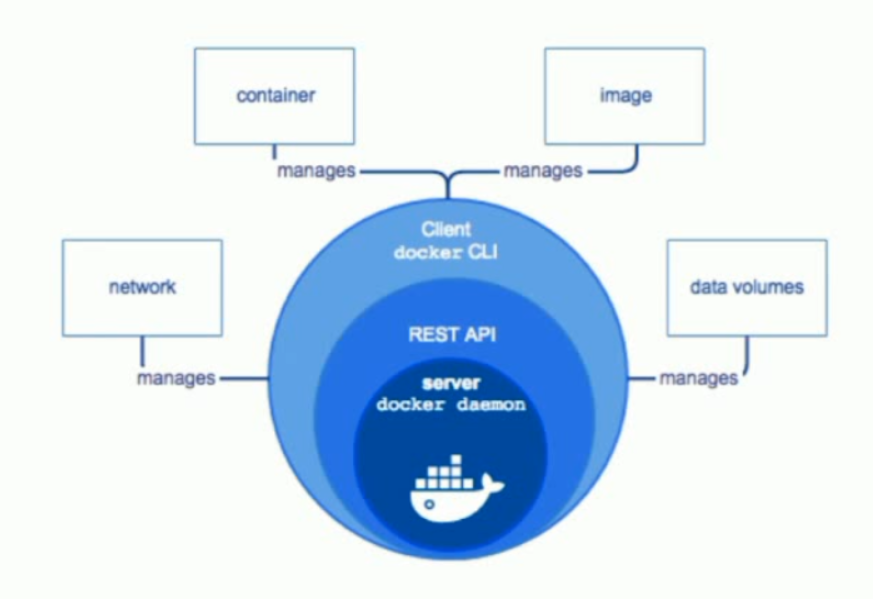 container
image
manages
manages
Client
docker CLI
network
data volumes
REST API
manages
manages
server
docker daemon